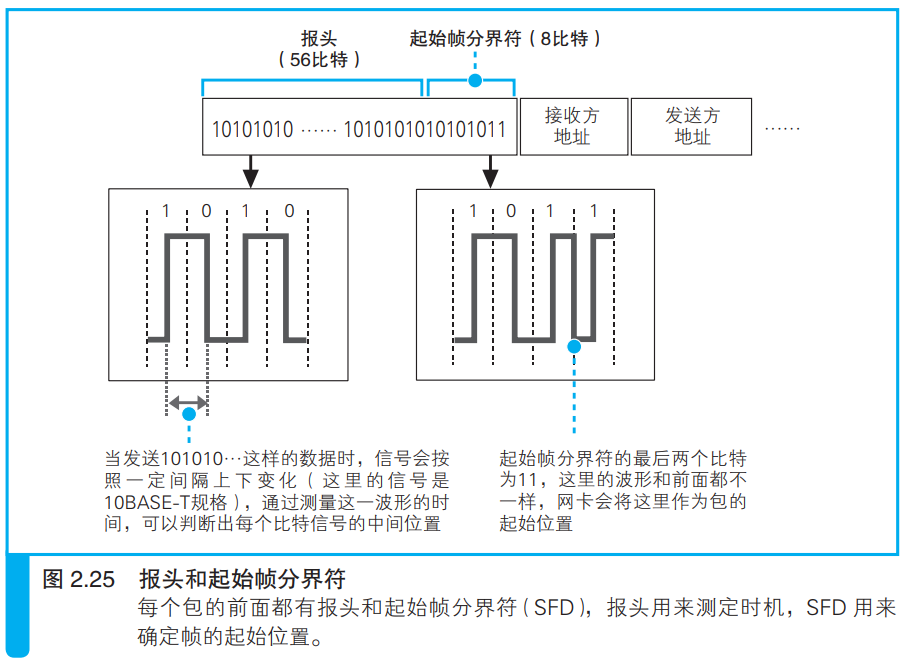 报头
（56比特）
起始帧分界符（8比特）
10101010 …… 1010101010101011
接收方
地址
发送方
地址
……
1 0 1 0
1 0 1 1
当发送101010…这样的数据时，信号会按
照一定间隔上下变化（这里的信号是
10BASE-T规格），通过测量这一波形的时
间，可以判断出每个比特信号的中间位置
起始帧分界符的最后两个比特
为11，这里的波形和前面都不
一样，网卡会将这里作为包的
起始位置
图 2.25 报头和起始帧分界符
每个包的前面都有报头和起始帧分界符（SFD），报头用来测定时机，SFD 用来
确定帧的起始位置。